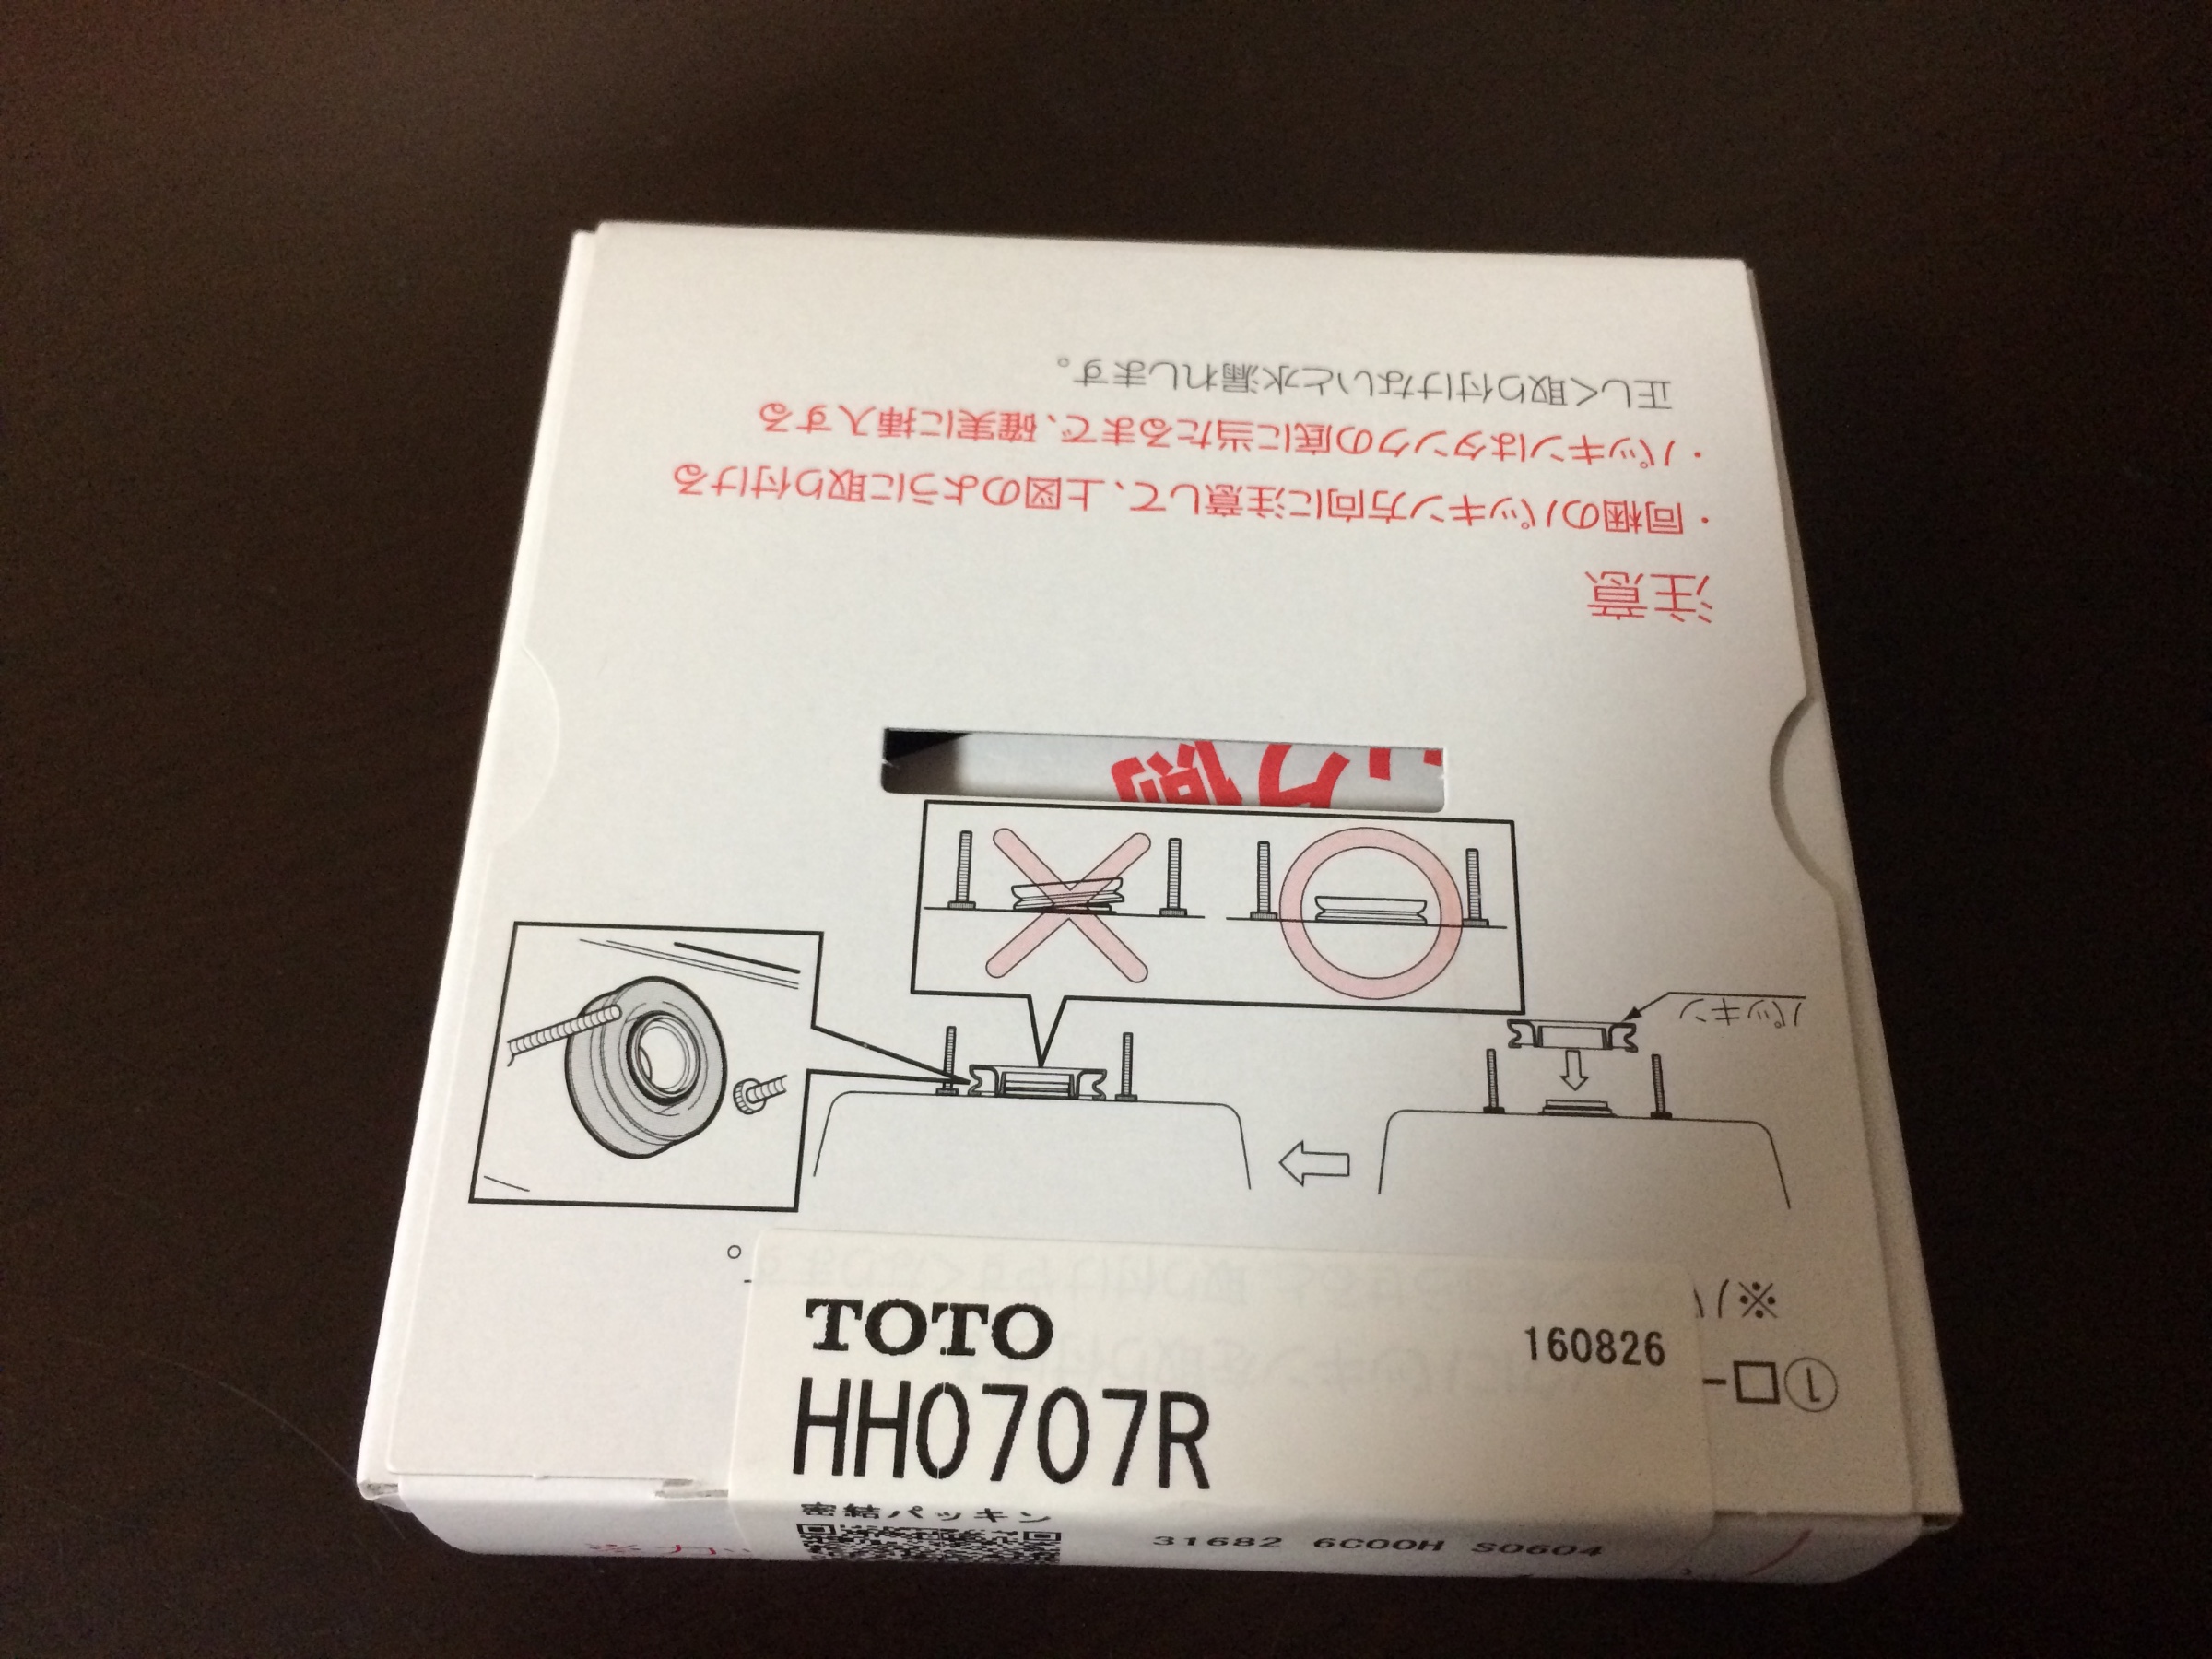 TOTO
160826
HH0707R
密結パッキン
31682 6C00H S0604
① ロー
※パ
パッキン
注意
・同梱のパッキン方向に注意して、上図のように取り付ける
・パッキンはタンクの底に当たるまで、確実に挿入する
正しく取り付けないと水漏れします。